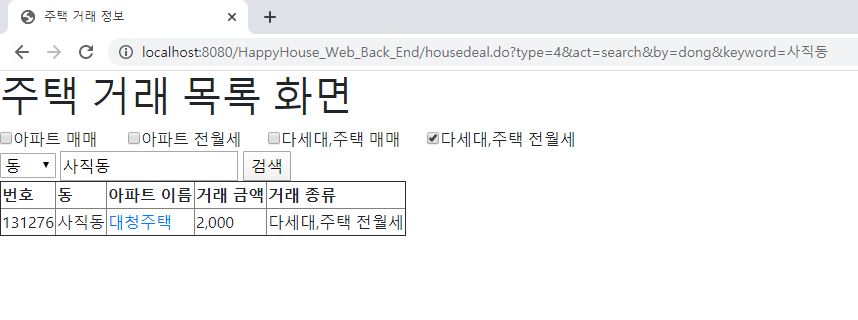 주택 거래 정보
localhost:8080/HappyHouse_Web_Back_End/housedeal.do?type=4&act=search&by=dong&keyword=사직동
주택 거래 목록 화면
아파트 매매 아파트 전월세 다세대,주택 매매 다세대,주택 전월세
동 사직동 검색
번호 동 아파트 이름 거래 금액 거래 종류
131276 사직동 대청주택 2,000 다세대,주택 전월세